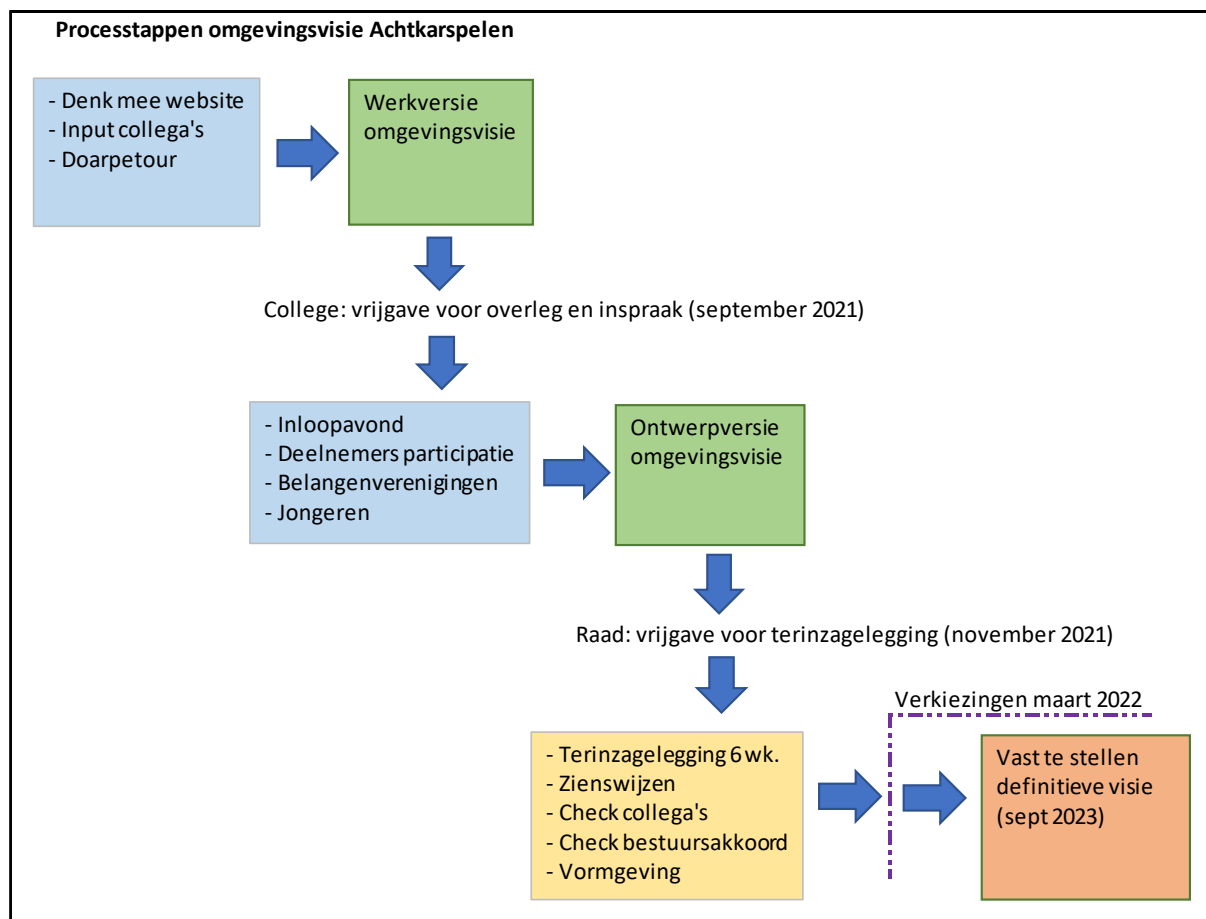 Processtappen omgevingsvisie Achtkarspelen
- Denk mee website
- Input collega's
- Doarpetour
Werkversie
omgevingsvisie
College: vrijgave voor overleg en inspraak (september 2021)
- Inloopavond
- Deelnemers participatie
- Belangenverenigingen
- Jongeren
Ontwerpversie
omgevingsvisie
Raad: vrijgave voor terinzagelegging (november 2021)
Verkiezingen maart 2022
- Terinzagelegging 6 wk.
- Zienswijzen
- Check collega's
- Check bestuursakkoord
- Vormgeving
Vast te stellen
definitieve visie
(sept 2023)